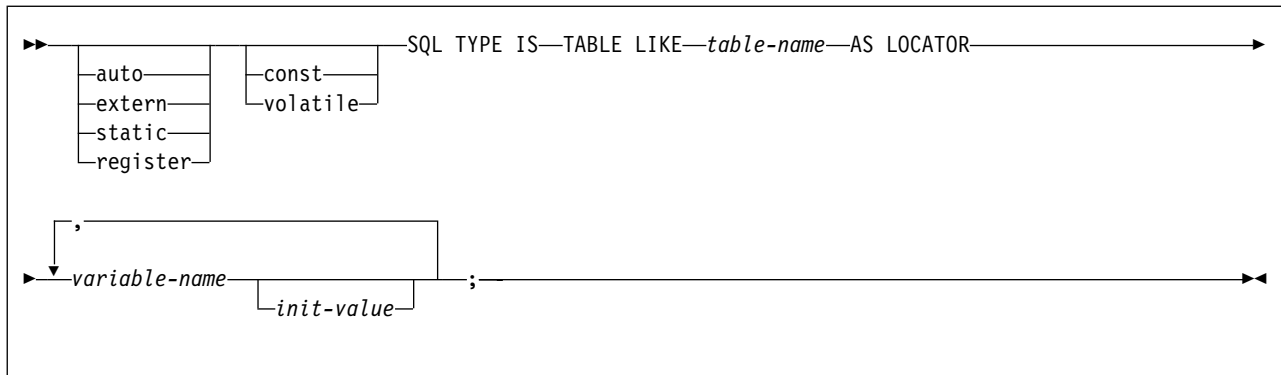 SQL TYPE IS TABLE LIKE table-name AS LOCATOR
auto const
extern volatile
static
register
,
variable-name ;
init-value